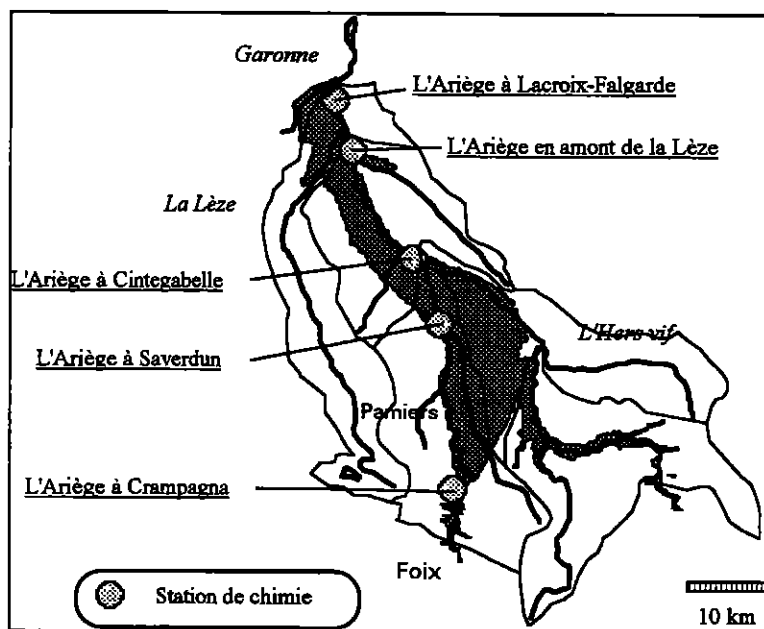 Garonne
L'Ariège à Lacroix-Falgarde
L'Ariège en amont de la Lèze
La Lèze
L'Ariège à Cintegabelle
L'Hers vif
L'Ariège à Saverdun
Pamiers
L'Ariège à Crampagna
Foix
Station de chimie
10 km